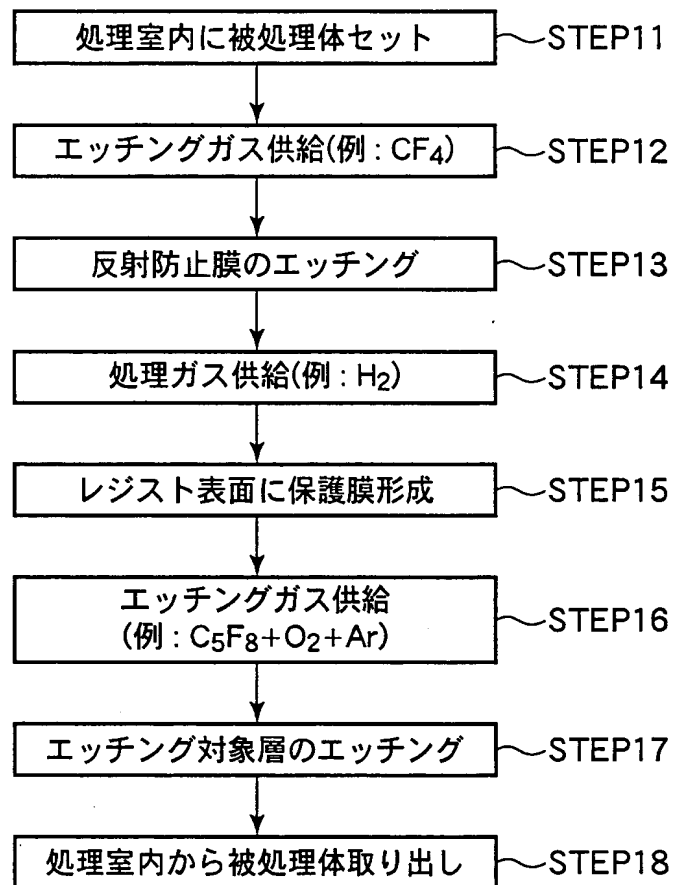 処理室内に被処理体セット STEP11
エッチングガス供給(例:CF4) STEP12
反射防止膜のエッチング STEP13
処理ガス供給(例:H2) STEP14
レジスト表面に保護膜形成 STEP15
エッチングガス供給
(例:C5F8+O2+Ar) STEP16
エッチング対象層のエッチング STEP17
処理室内から被処理体取り出し STEP18